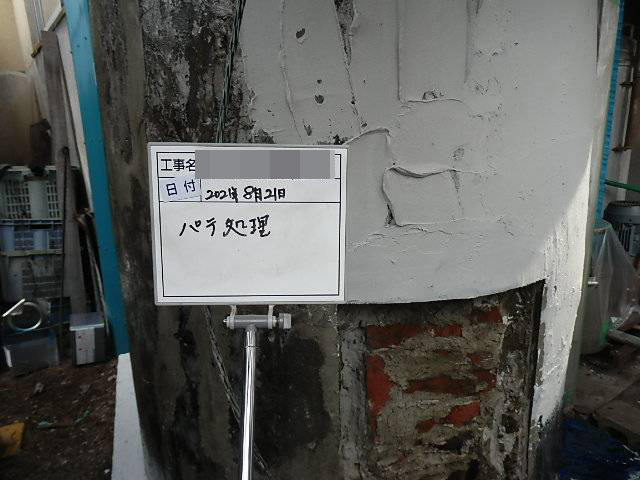 工事名
日付 2021年8月21日
パテ処理